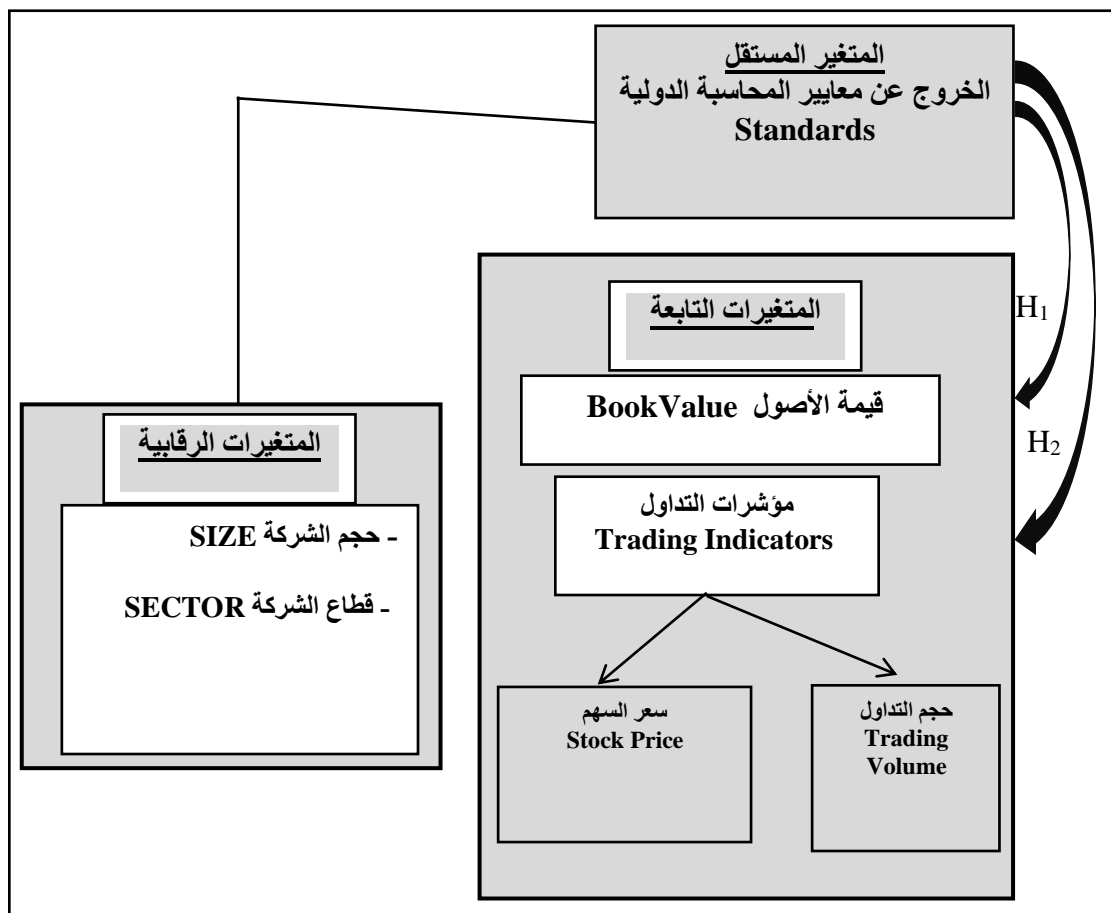 المتغير المستقل
الخروج عن معايير المحاسبة الدولية
Standards
المتغيرات التابعة
H1
قيمة الأصول BookValue
H2
مؤشرات التداول
Trading Indicators
سعر السهم
Stock Price
حجم التداول
Trading
Volume
المتغيرات الرقابية
- حجم الشركة SIZE
- قطاع الشركة SECTOR